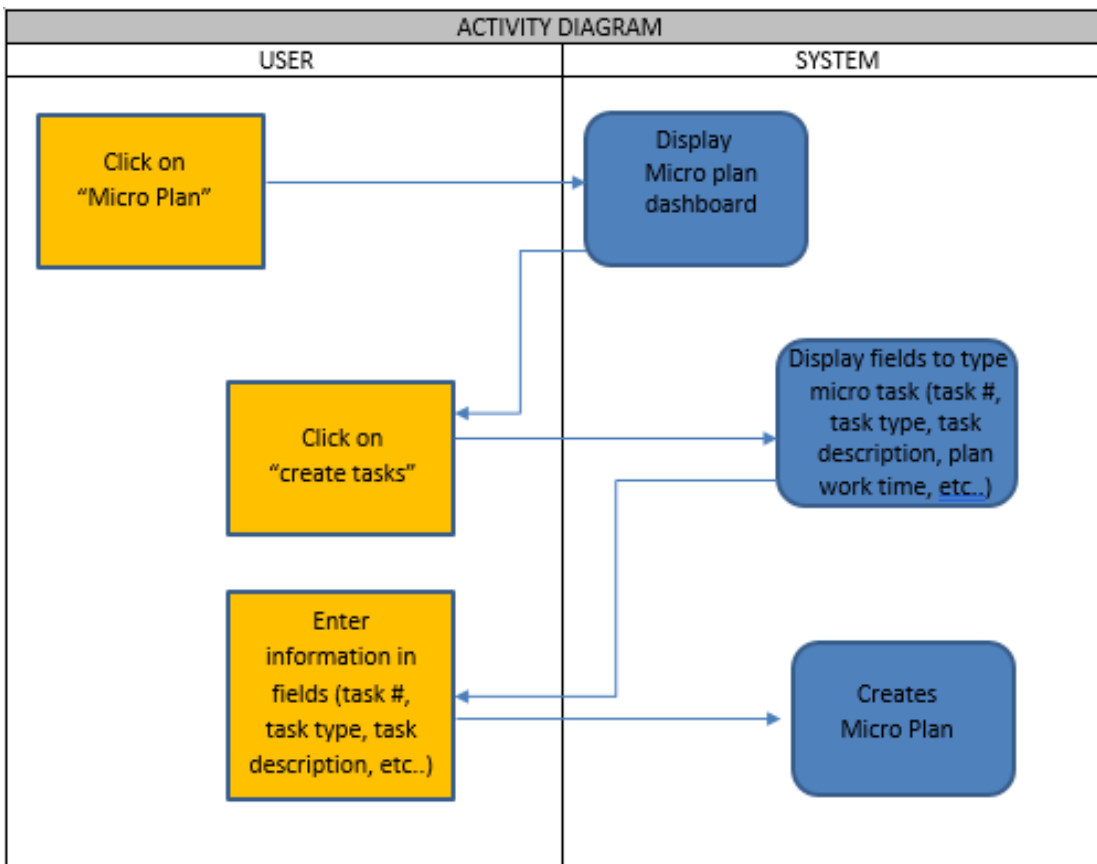 ACTIVITY DIAGRAM
USER
SYSTEM
Click on
“Micro Plan”
Display
Micro plan
dashboard
Click on
“create tasks”
Display fields to type
micro task (task #,
task type, task
description, plan
work time, etc..)
Enter
information in
fields (task #,
task type, task
description, etc..)
Creates
Micro Plan